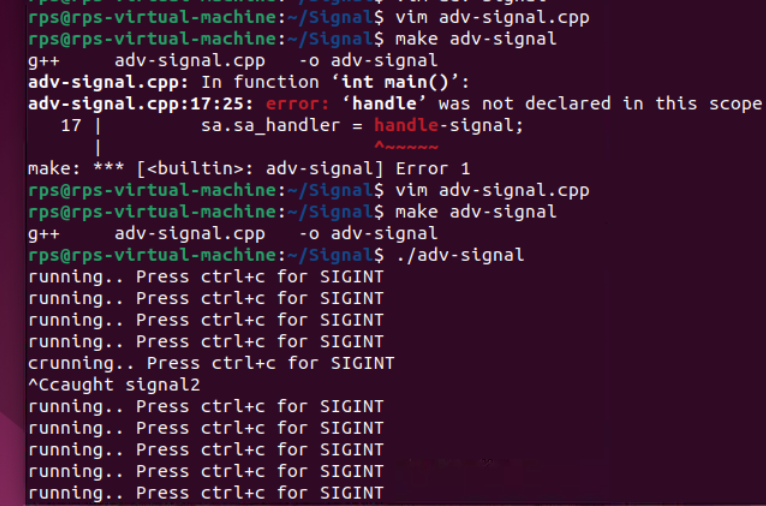 rps@rps-virtual-machine:~/Signal$ vim adv-signal.cpp
rps@rps-virtual-machine:~/Signal$ make adv-signal
g++     adv-signal.cpp   -o adv-signal
adv-signal.cpp: In function ‘int main()’:
adv-signal.cpp:17:25: error: ‘handle’ was not declared in this scope
   17 |         sa.sa_handler = handle-signal;
      |                         ^~~~~~
make: *** [<builtin>: adv-signal] Error 1
rps@rps-virtual-machine:~/Signal$ vim adv-signal.cpp
rps@rps-virtual-machine:~/Signal$ make adv-signal
g++     adv-signal.cpp   -o adv-signal
rps@rps-virtual-machine:~/Signal$ ./adv-signal
running.. Press ctrl+c for SIGINT
running.. Press ctrl+c for SIGINT
running.. Press ctrl+c for SIGINT
running.. Press ctrl+c for SIGINT
crunning.. Press ctrl+c for SIGINT
^Ccaught signal2
running.. Press ctrl+c for SIGINT
running.. Press ctrl+c for SIGINT
running.. Press ctrl+c for SIGINT
running.. Press ctrl+c for SIGINT
running.. Press ctrl+c for SIGINT